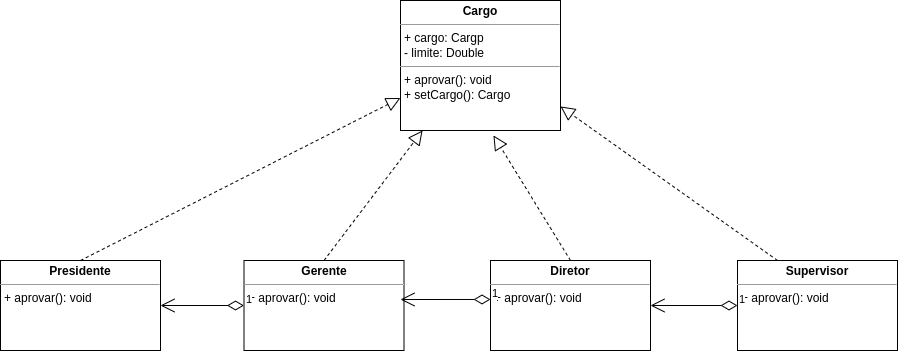 Cargo
+ cargo: Cargp
- limite: Double
+ aprovar(): void
+ setCargo(): Cargo
Presidente
+ aprovar(): void
Gerente
1
- aprovar(): void
Diretor
1
- aprovar(): void
Supervisor
1
- aprovar(): void